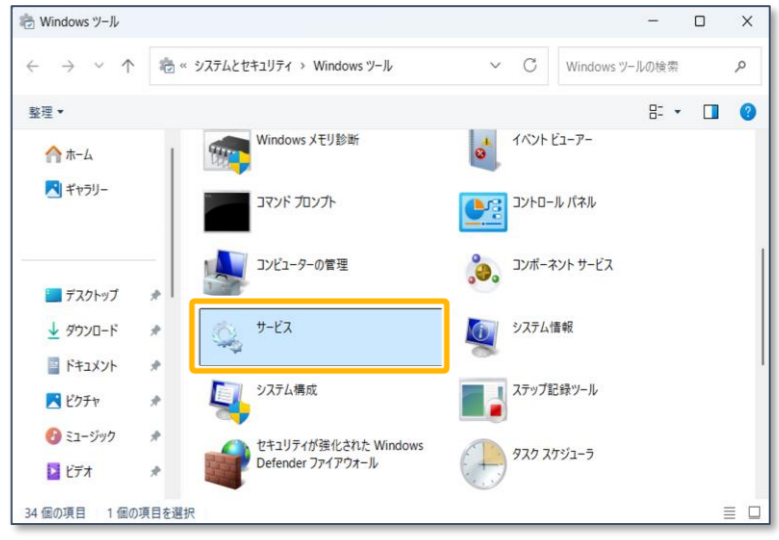 Windows ツール
« システムとセキュリティ › Windows ツール
Windows ツールの検索
整理
ホーム
ギャラリー
デスクトップ
ダウンロード
ドキュメント
ピクチャ
ミュージック
ビデオ
Windows メモリ診断
イベント ビューアー
コマンド プロンプト
コントロール パネル
コンピューターの管理
コンポーネント サービス
サービス
システム情報
システム構成
ステップ記録ツール
セキュリティが強化された Windows
Defender ファイアウォール
タスク スケジューラ
34 個の項目
1 個の項目を選択